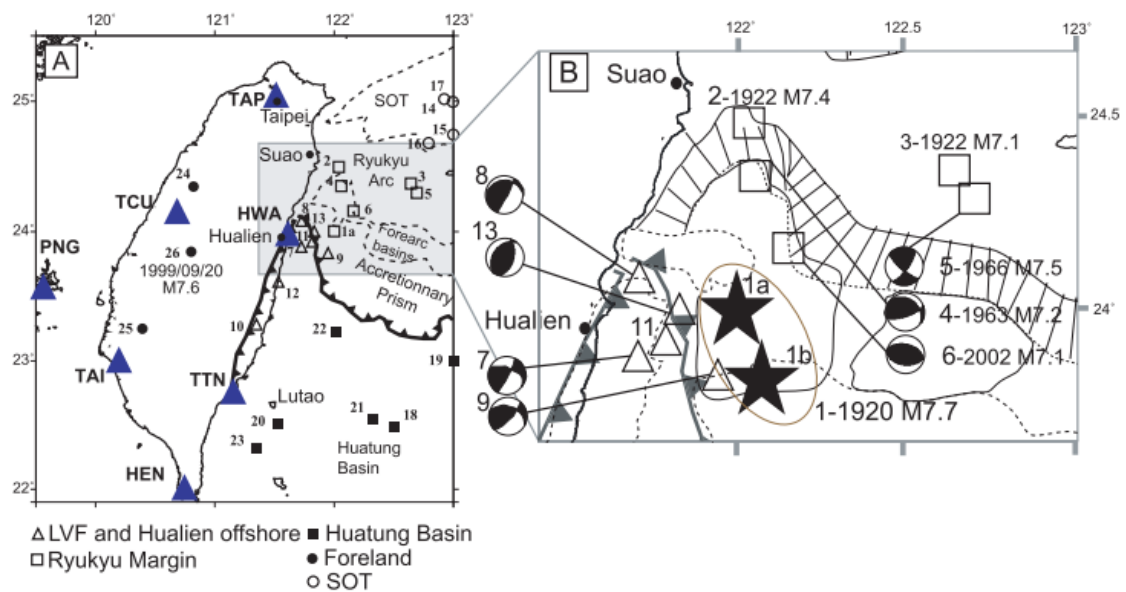 120˚
121˚
122˚
123˚
A
25˚
24˚
23˚
22˚
TAP
Taipei
SOT
17
14
15
16
Suao
2
Ryukyu
Arc
4
3
5
24
TCU
HWA
8
13
6
1a
Hualien
11
7
9
Forearc
basins
Accretionnary
Prism
PNG
26
1999/09/20
M7.6
12
10
22
25
19
TAI
TTN
Lutao
20
21
18
23
Huatung
Basin
HEN
LVF and Hualien offshore
Huatung Basin
Ryukyu Margin
Foreland
SOT
122˚
122.5
123˚
B
Suao
24.5
2-1922 M7.4
3-1922 M7.1
8
13
5-1966 M7.5
1a
24˚
Hualien
11
4-1963 M7.2
7
1b
6-2002 M7.1
9
1-1920 M7.7